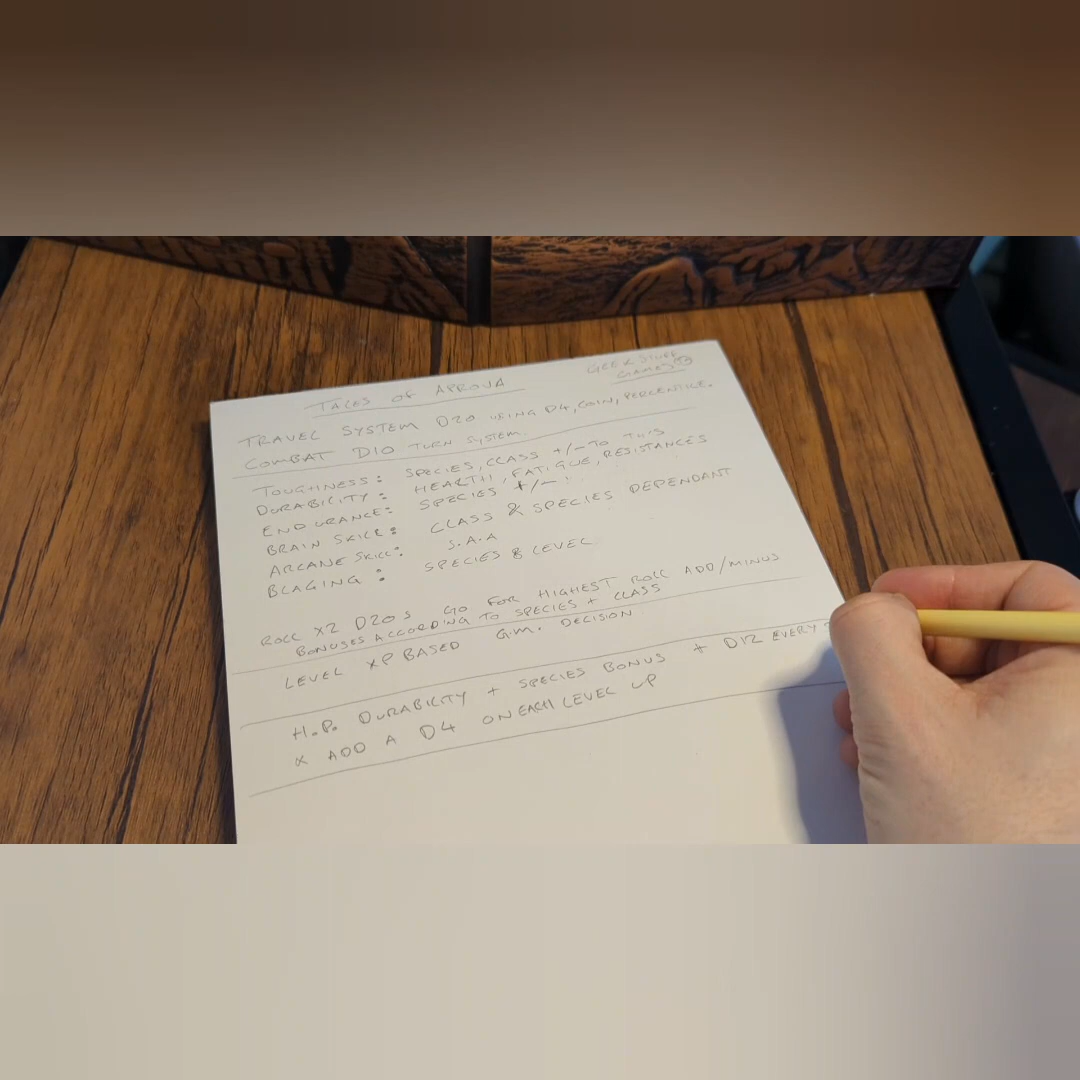 TALES OF APROVA
GEEK STUFF
GAMES
TRAVEL SYSTEM D20 USING D4, COIN, PERCENTILE.
COMBAT D10 TURN SYSTEM.
TOUGHNESS: SPECIES, CLASS +/- TO THIS
DURABILITY: HEALTH, FATIGUE, RESISTANCES
ENDURANCE: SPECIES +/- !
BRAIN SKILL: CLASS & SPECIES DEPENDANT
ARCANE SKILL: S.A.A
BLAGING: SPECIES & LEVEL
ROLL X2 D20s GO FOR HIGHEST ROLL ADD/MINUS
BONUSES ACCORDING TO SPECIES + CLASS
LEVEL XP BASED G.M. DECISION
H.P. DURABILITY + SPECIES BONUS + D12 EVERY
& ADD A D4 ON EACH LEVEL UP